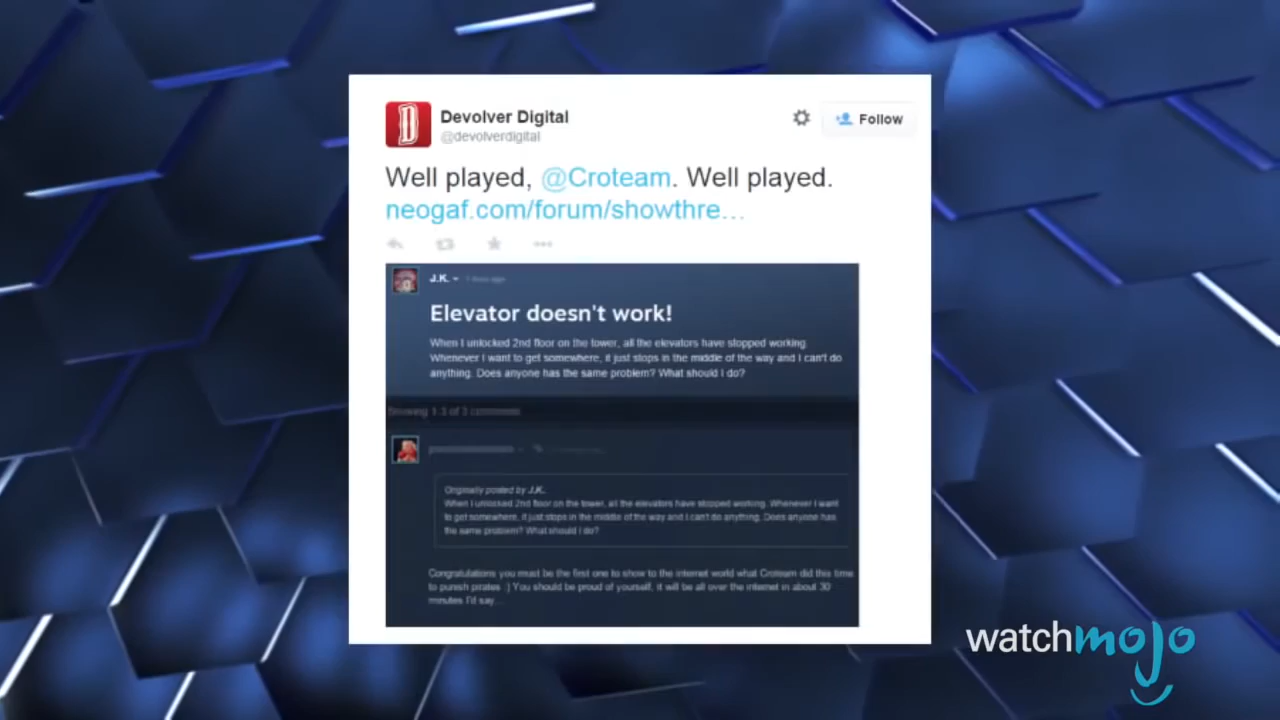 Devolver Digital
@devolverdigital
Follow
Well played, @Croteam. Well played.
neogaf.com/forum/showthre...
J.K.
Elevator doesn't work!
When I unlocked 2nd floor on the tower, all the elevators have stopped working.
Whenever I want to get somewhere, it just stops in the middle of the way and I can't do
anything. Does anyone has the same problem? What should I do?
Showing 1-3 of 3 comments
Originally posted by J.K.
When I unlocked 2nd floor on the tower, all the elevators have stopped working. Whenever I want
to get somewhere, it just stops in the middle of the way and I can't do anything. Does anyone has
the same problem? What should I do?
Congratulations you must be the first one to show to the internet world what Croteam did this time
to punish pirates :) You should be proud of yourself, it will be all over the internet in about 30
minutes I'd say...
watchmojo